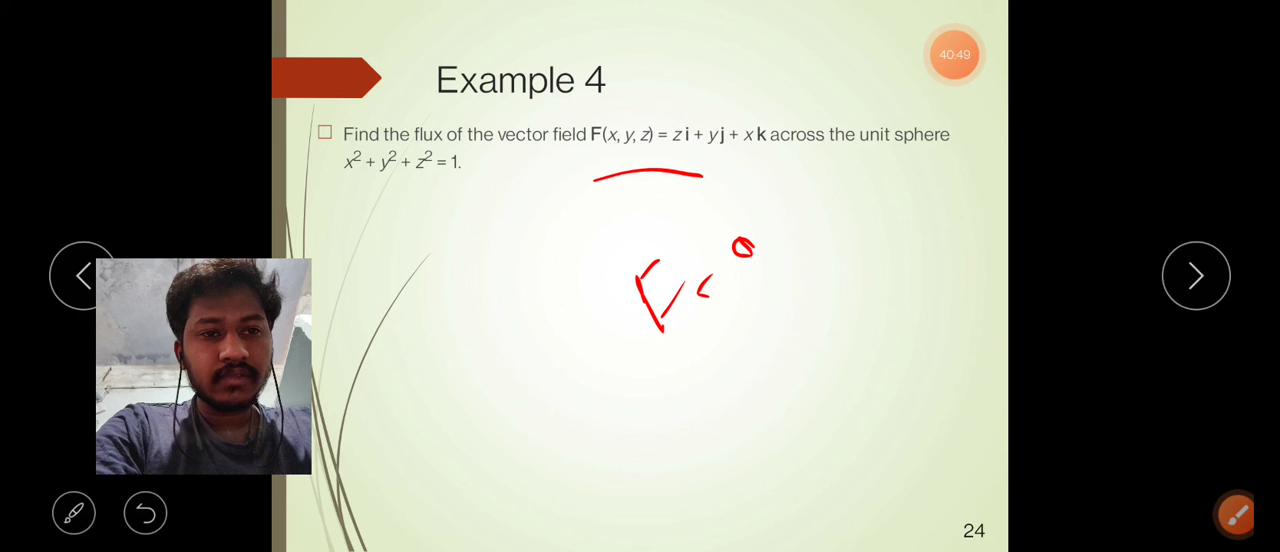 40:49
Example 4
Find the flux of the vector field F(x, y, z) = z i + y j + x k across the unit sphere
x² + y² + z² = 1.
24